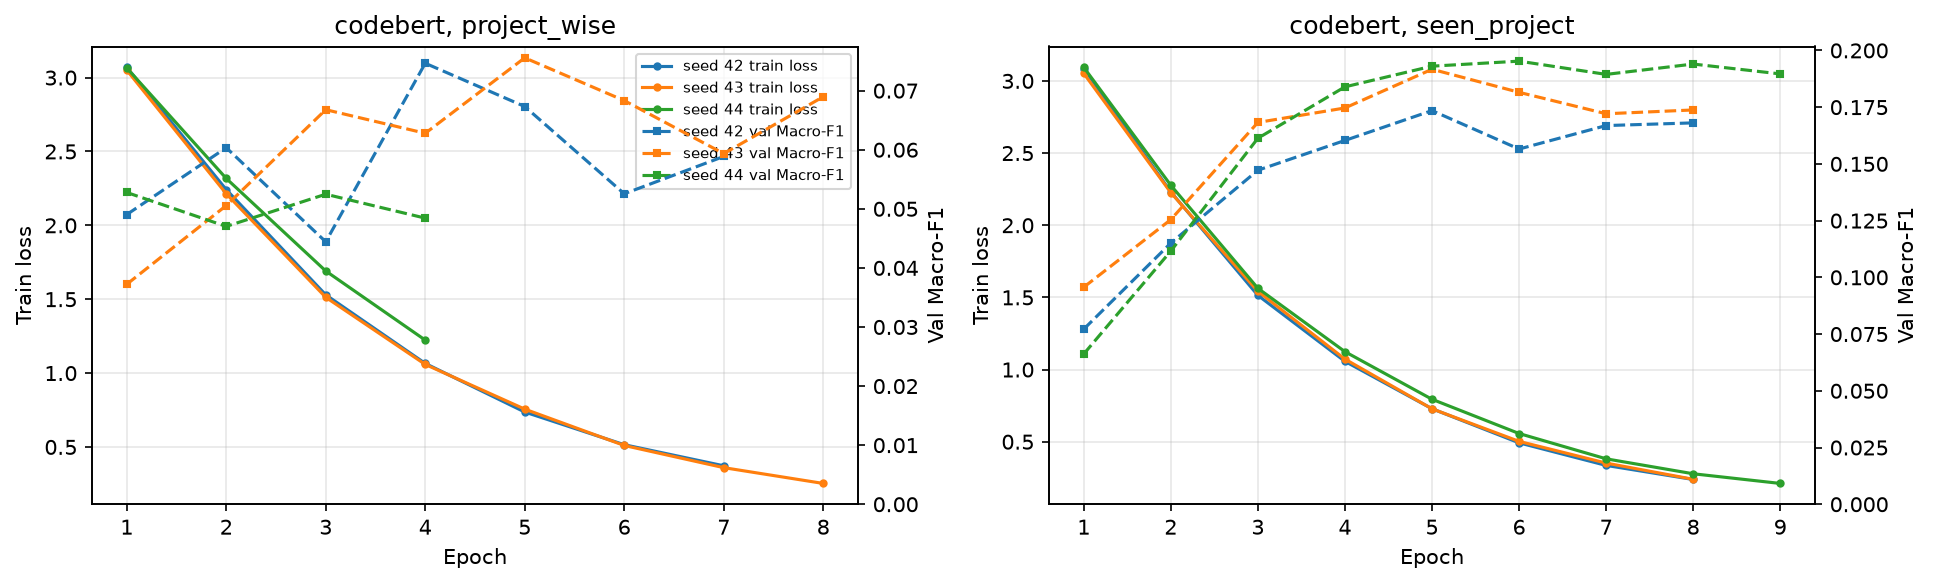 codebert, project_wise
3.0
2.5
2.0
1.5
1.0
0.5
Train loss
seed 42 train loss
seed 43 train loss
seed 44 train loss
seed 42 val Macro-F1
seed 43 val Macro-F1
seed 44 val Macro-F1
0.07
0.06
0.05
0.04
0.03
0.02
0.01
0.00
Val Macro-F1
1 2 3 4 5 6 7 8
Epoch
codebert, seen_project
3.0
2.5
2.0
1.5
1.0
0.5
Train loss
0.200
0.175
0.150
0.125
0.100
0.075
0.050
0.025
0.000
Val Macro-F1
1 2 3 4 5 6 7 8 9
Epoch